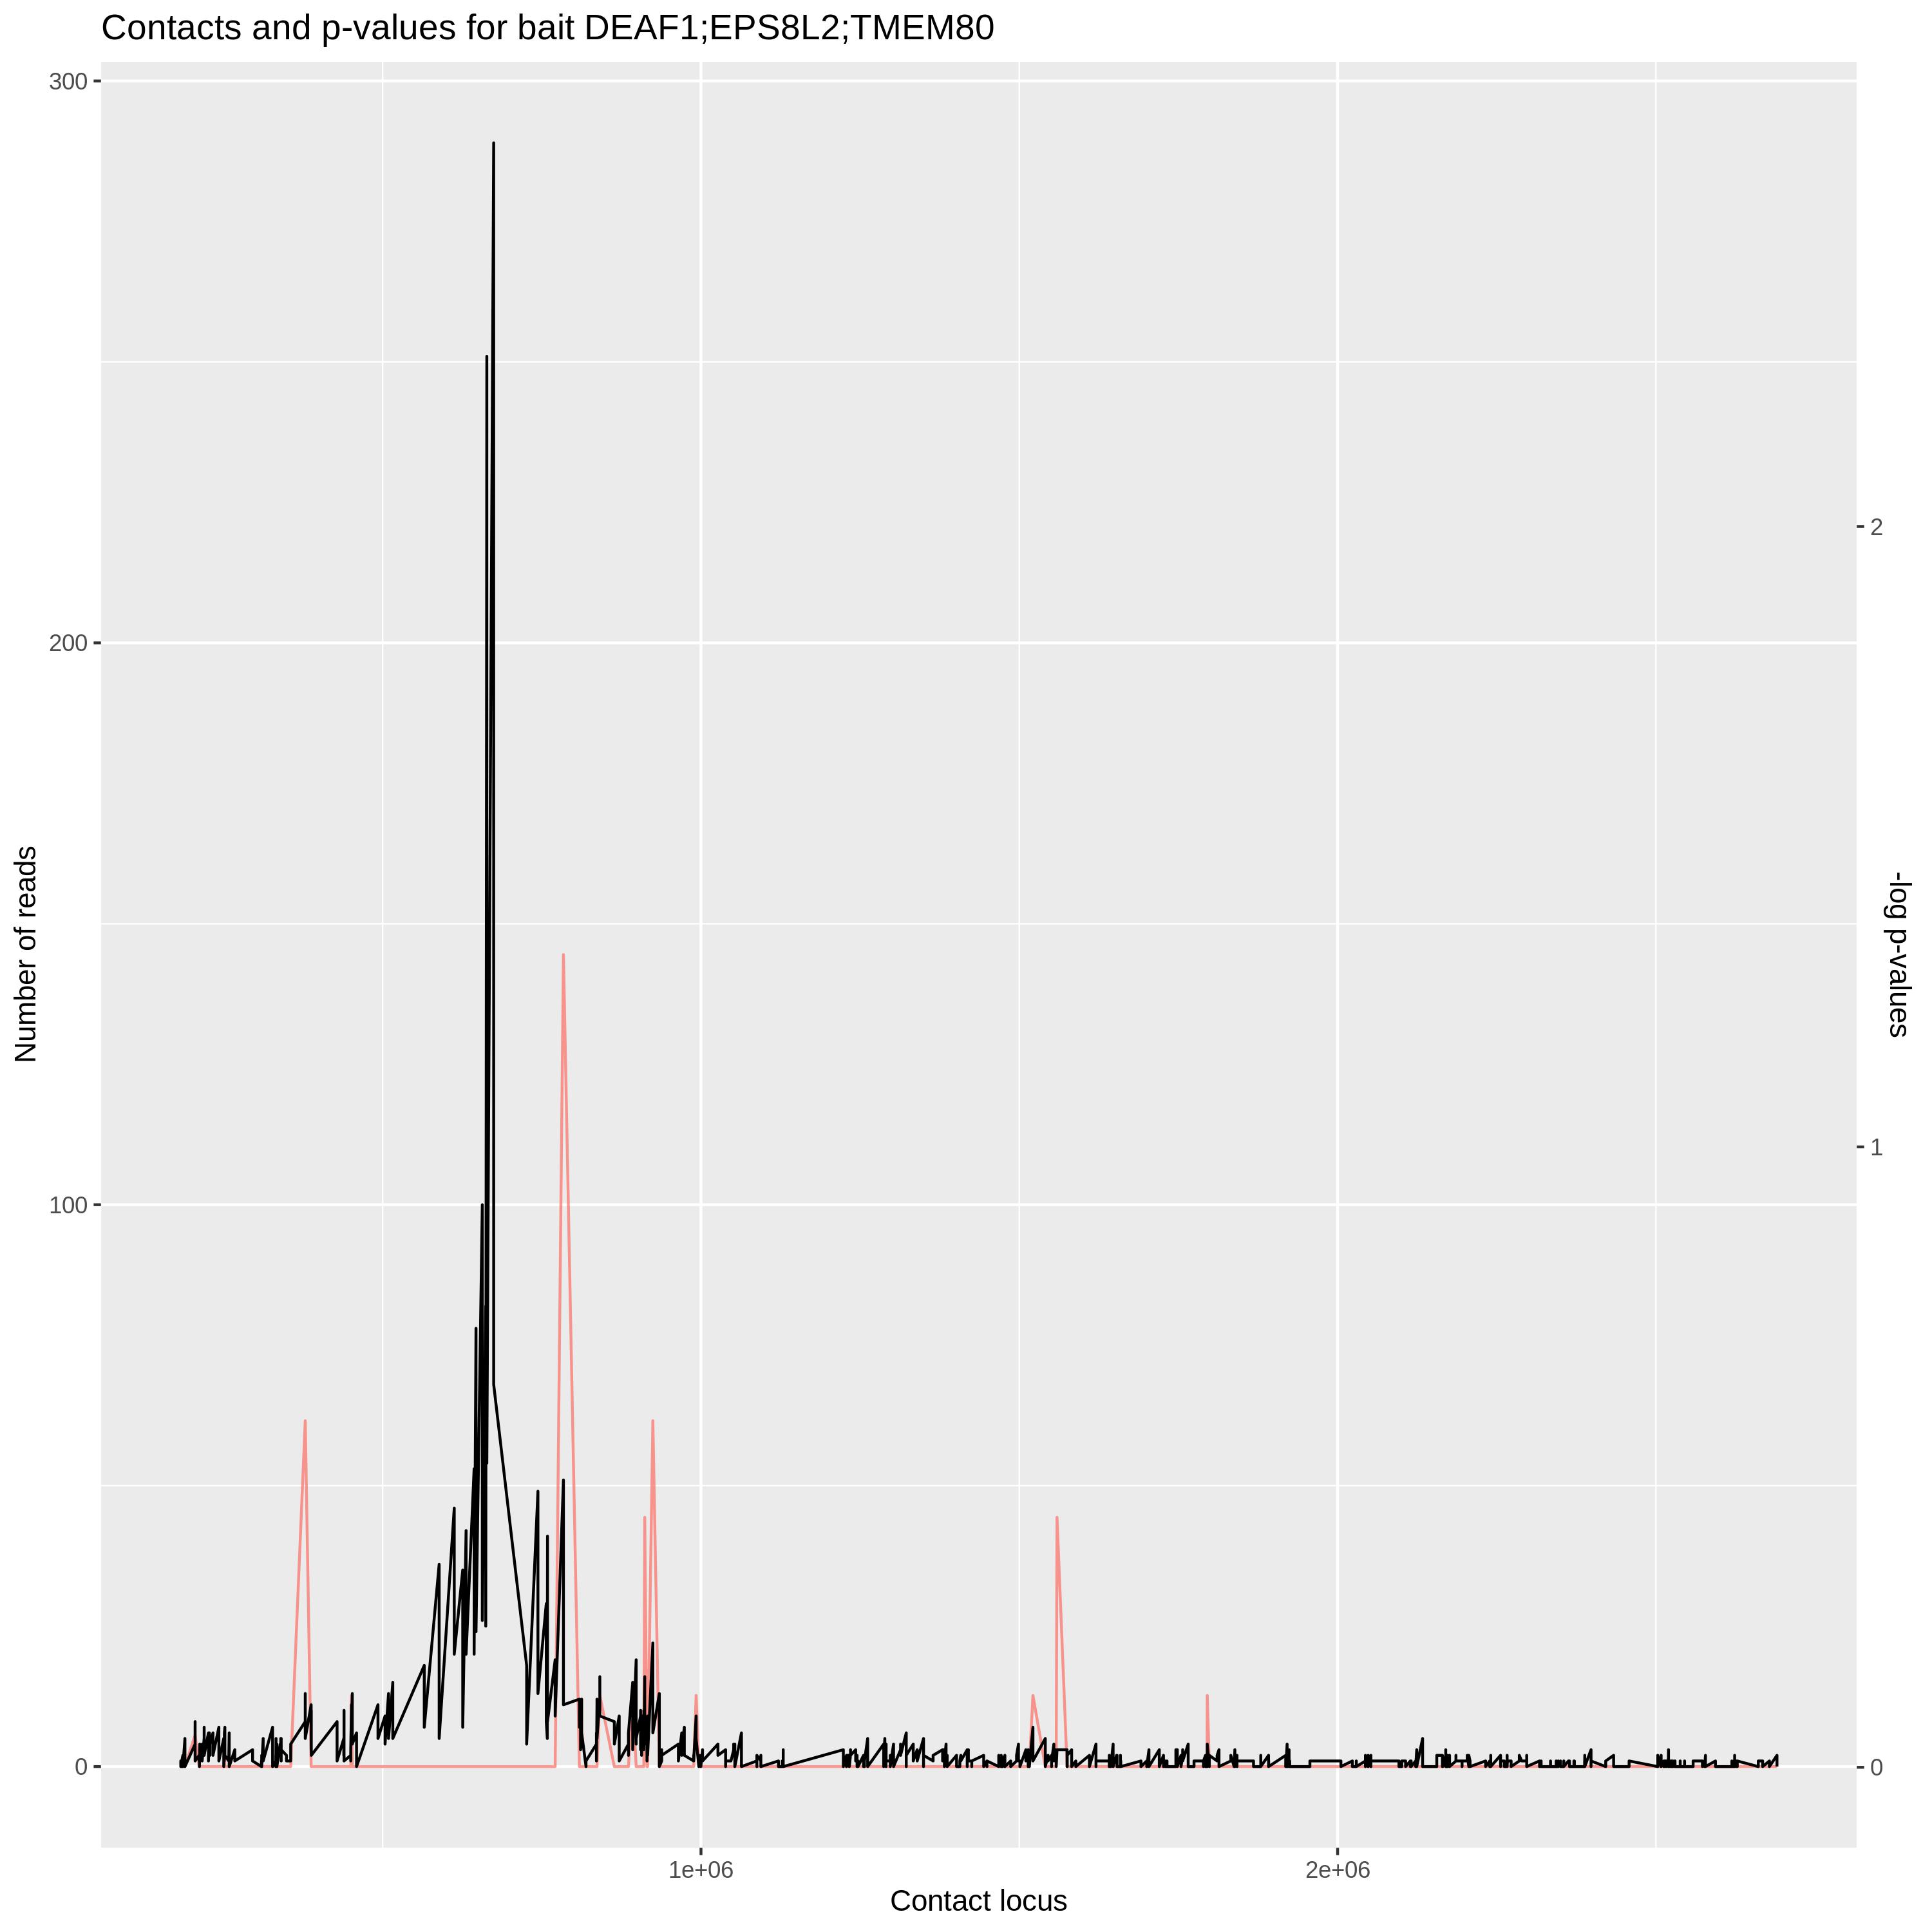 Contacts and p-values for bait DEAF1;EPS8L2;TMEM80
300
200
100
0
Number of reads
2
1
0
-log p-values
1e+06
2e+06
Contact locus